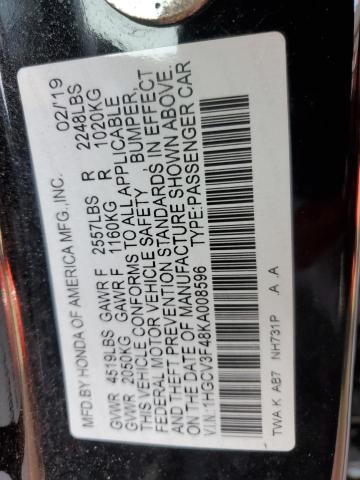 MFD.BY HONDA OF AMERICA MFG.,INC. 02/'19
GVWR 4519LBS GAWR F 2557LBS R 2248LBS
GVWR 2050KG GAWR F 1160KG R 1020KG
THIS VEHICLE CONFORMS TO ALL APPLICABLE
FEDERAL MOTOR VEHICLE SAFETY, BUMPER,
AND THEFT PREVENTION STANDARDS IN EFFECT
ON THE DATE OF MANUFACTURE SHOWN ABOVE.
V.I.N:1HGCV3F48KA008596 TYPE:PASSENGER CAR
TWA K AB7 NH731P A A